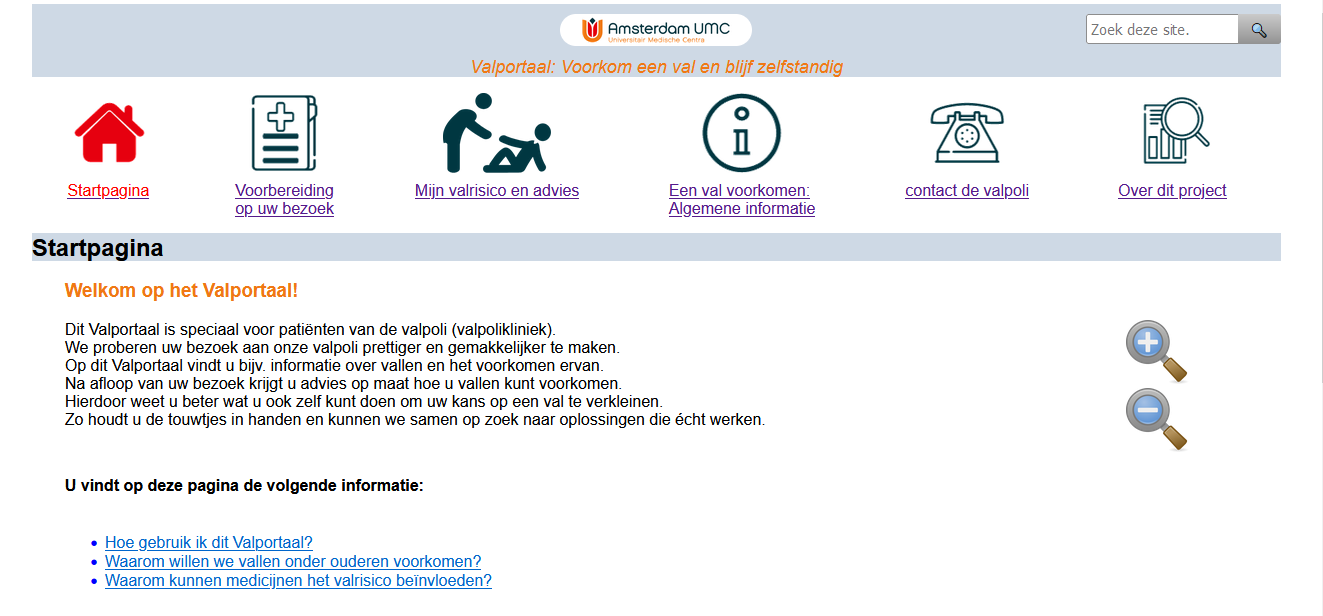 Amsterdam UMC
Universitair Medische Centra
Zoek deze site.
Valportaal: Voorkom een val en blijf zelfstandig
Startpagina
Voorbereiding
op uw bezoek
Mijn valrisico en advies
Een val voorkomen:
Algemene informatie
contact de valpoli
Over dit project
Startpagina
Welkom op het Valportaal!
Dit Valportaal is speciaal voor patiënten van de valpoli (valpolikliniek).
We proberen uw bezoek aan onze valpoli prettiger en gemakkelijker te maken.
Op dit Valportaal vindt u bijv. informatie over vallen en het voorkomen ervan.
Na afloop van uw bezoek krijgt u advies op maat hoe u vallen kunt voorkomen.
Hierdoor weet u beter wat u ook zelf kunt doen om uw kans op een val te verkleinen.
Zo houdt u de touwtjes in handen en kunnen we samen op zoek naar oplossingen die écht werken.
U vindt op deze pagina de volgende informatie:
Hoe gebruik ik dit Valportaal?
Waarom willen we vallen onder ouderen voorkomen?
Waarom kunnen medicijnen het valrisico beïnvloeden?